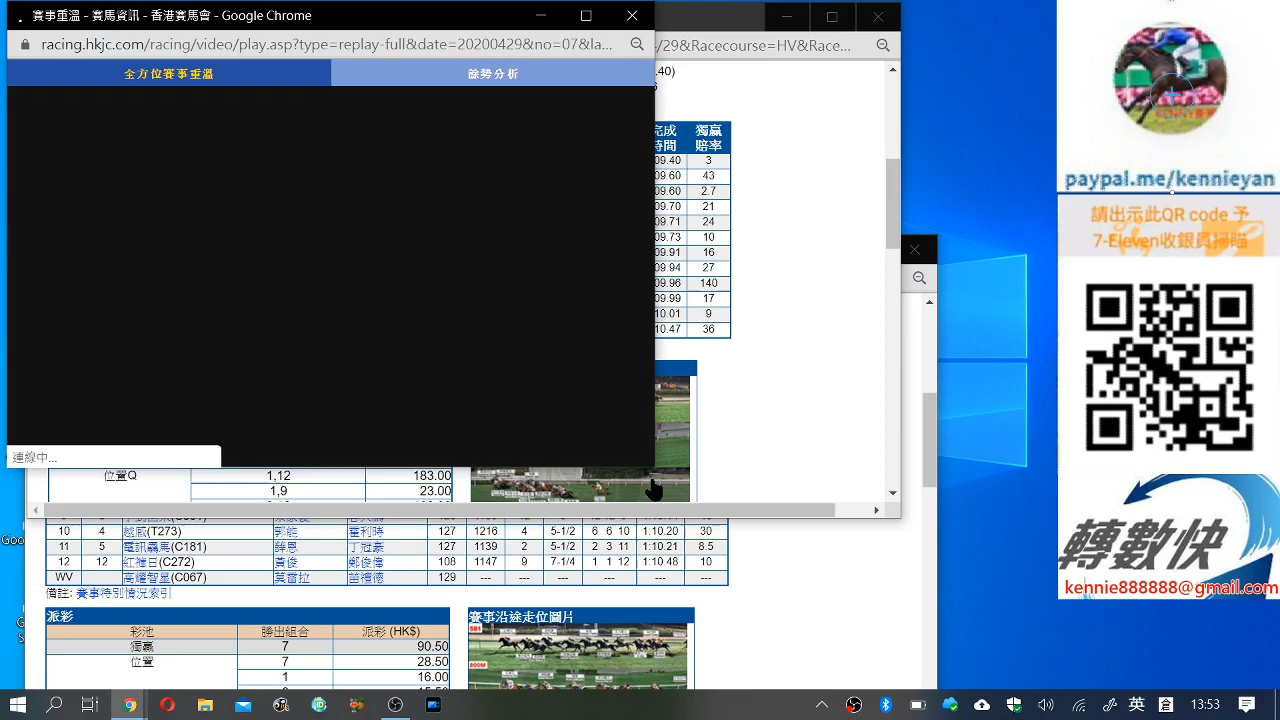 賽事重溫 - 賽馬資訊 - 香港賽馬會 - Google Chrome
racing.hkjc.com/racing/video/play.asp?type=replay-full&date=20200429&no=07&la...
/29&Racecourse=HV&Race...
全方位賽事重溫 餘勢分析
.40)
完成時間 獨贏賠率
09.40 3
09.60 43
09.60 2.7
09.70 21
09.71 24
09.73 10
09.91 16
09.94 27
09.96 140
09.99 17
10.01 9
10.47 36
連線中...
位置Q 1,12 183.00
1,9 23.00
10 4 (T273) 郭能 霍利時 127 1216 4 5-1/2 6 6 10 1:10.20 30
11 5 電訊驌馬(C181) 薛恩 丁冠豪 127 1139 2 5-1/2 2 3 11 1:10.21 8.5
12 12 (C272) 黃俊 鄭俊偉 108 1147 9 7-1/4 1 1 12 1:10.48 10
WV 高耀智星(C067) 莫雷拉 苗禮德 129 --- --- --- --- --- ---
備註: 賽事特別情況索引
派彩
彩池 勝出組合 派彩 (HK$)
獨贏 7 90.50
位置 7 28.50
1 16.00
賽事沿途走位圖片
800M
paypal.me/kennieyan
請出示此QR code 予
7-Eleven收銀員掃瞄
轉數快
kennie888888@gmail.com
英
13:53